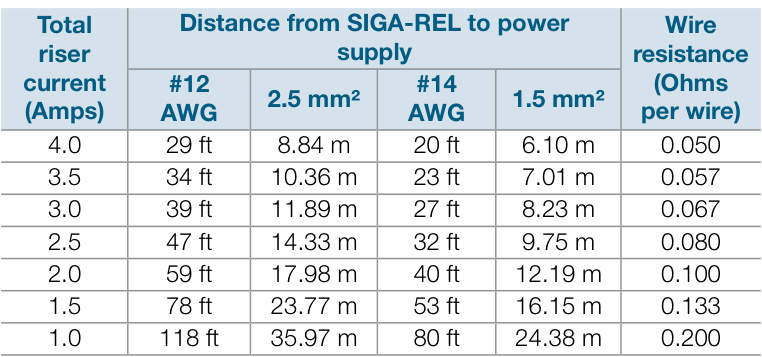 Total riser current (Amps) | Distance from SIGA-REL to power supply | Wire resistance (Ohms per wire)
#12 AWG | 2.5 mm² | #14 AWG | 1.5 mm²
4.0 | 29 ft | 8.84 m | 20 ft | 6.10 m | 0.050
3.5 | 34 ft | 10.36 m | 23 ft | 7.01 m | 0.057
3.0 | 39 ft | 11.89 m | 27 ft | 8.23 m | 0.067
2.5 | 47 ft | 14.33 m | 32 ft | 9.75 m | 0.080
2.0 | 59 ft | 17.98 m | 40 ft | 12.19 m | 0.100
1.5 | 78 ft | 23.77 m | 53 ft | 16.15 m | 0.133
1.0 | 118 ft | 35.97 m | 80 ft | 24.38 m | 0.200